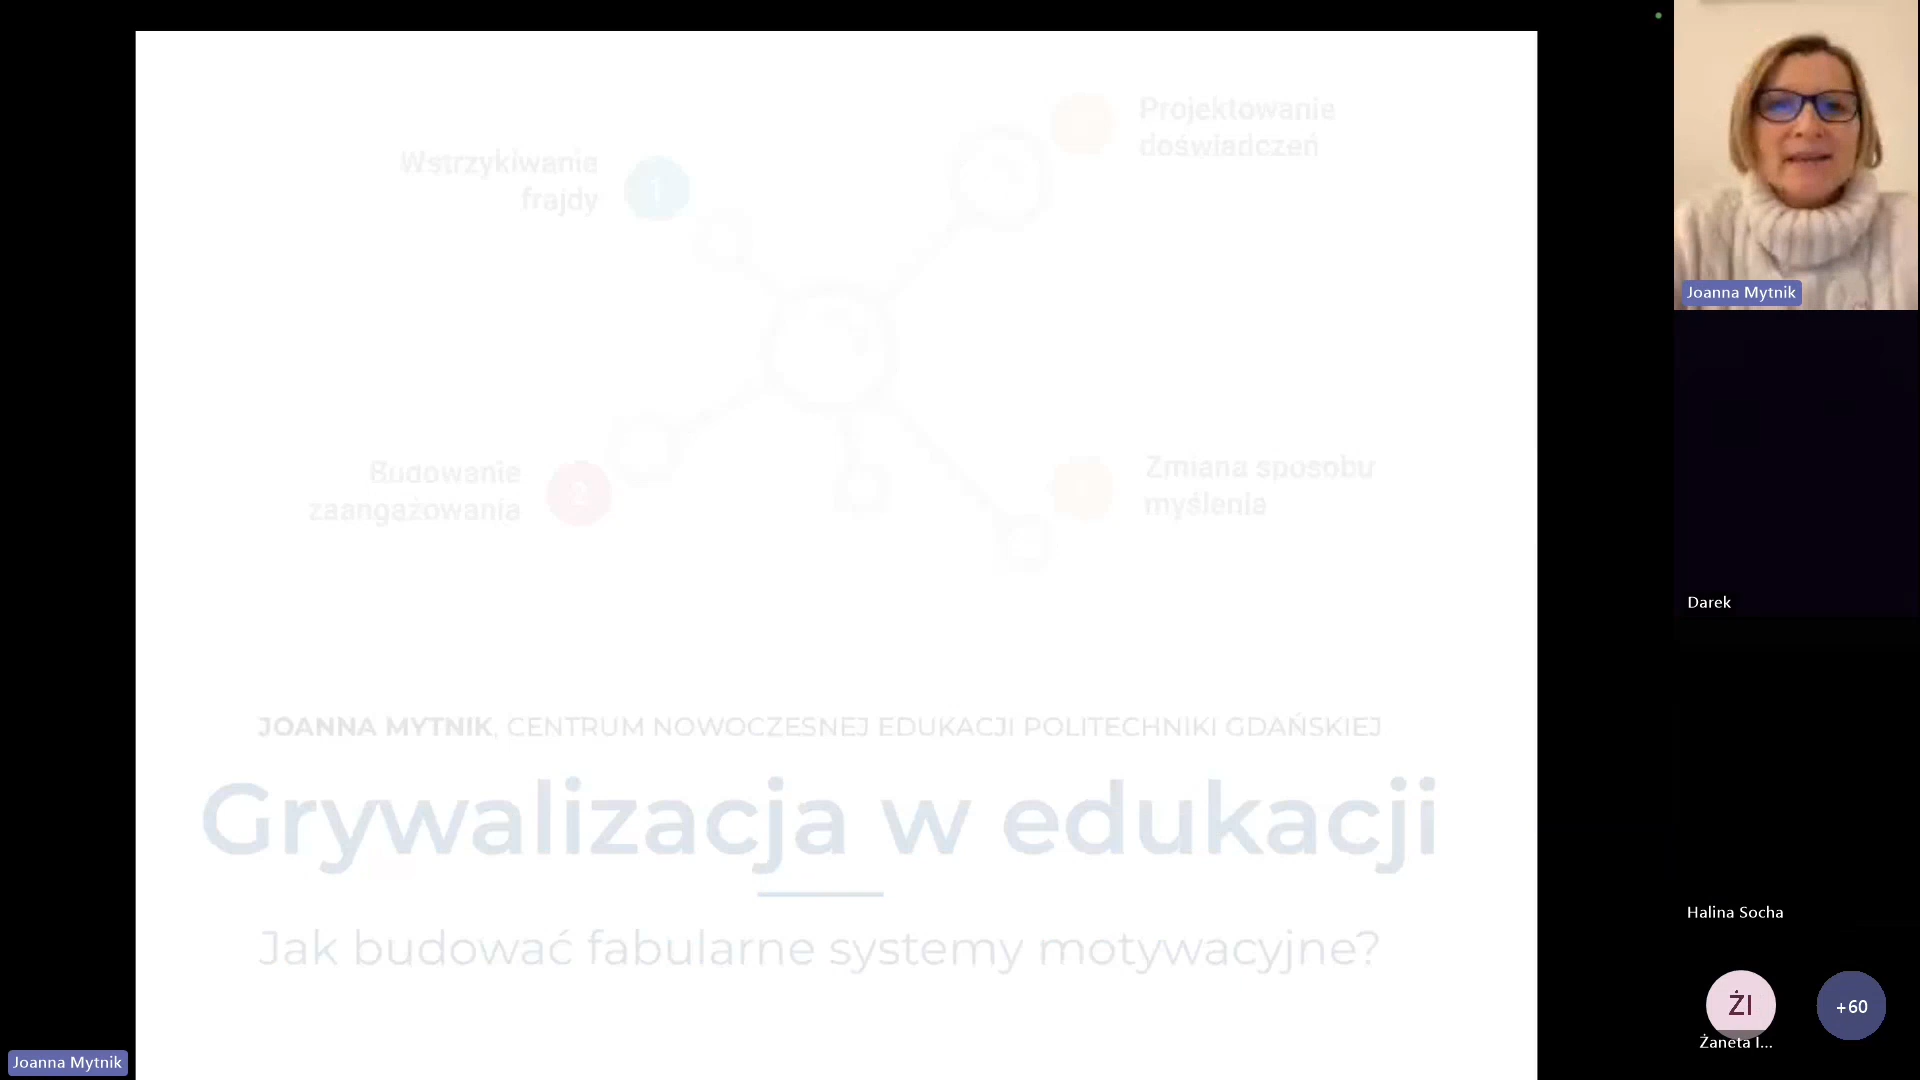 Projektowanie
doświadczeń
Wstrzykiwanie
frajdy
1
Budowanie
zaangażowania
2
Zmiana sposobu
myślenia
JOANNA MYTNIK, CENTRUM NOWOCZESNEJ EDUKACJI POLITECHNIKI GDAŃSKIEJ
Grywalizacja w edukacji
Jak budować fabularne systemy motywacyjne?
Joanna Mytnik
Joanna Mytnik
Darek
Halina Socha
ŻI
Żaneta I...
+60